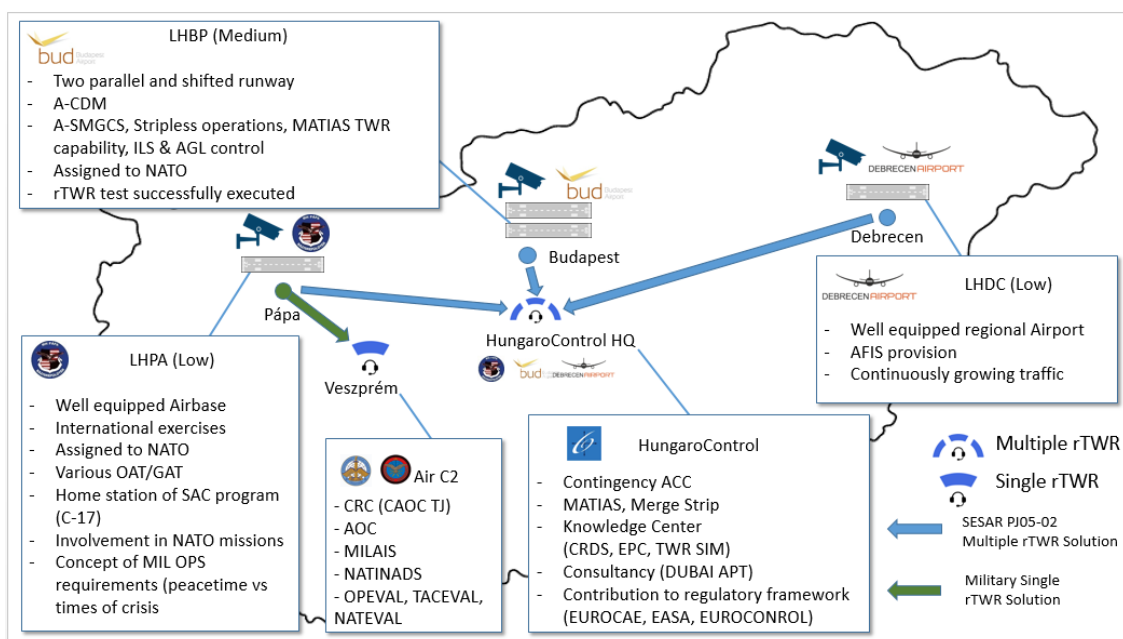 bud Budapest Airport
LHBP (Medium)
- Two parallel and shifted runway
- A-CDM
- A-SMGCS, Stripless operations, MATIAS TWR
capability, ILS & AGL control
- Assigned to NATO
- rTWR test successfully executed
bud Budapest Airport
DEBRECEN AIRPORT
Budapest
Debrecen
Pápa
HungaroControl HQ
bud DEBRECEN AIRPORT
Veszprém
DEBRECEN AIRPORT
LHDC (Low)
- Well equipped regional Airport
- AFIS provision
- Continuously growing traffic
LHPA (Low)
- Well equipped Airbase
- International exercises
- Assigned to NATO
- Various OAT/GAT
- Home station of SAC program
(C-17)
- Involvement in NATO missions
- Concept of MIL OPS
requirements (peacetime vs
times of crisis
Air C2
- CRC (CAOC TJ)
- AOC
- MILAIS
- NATINADS
- OPEVAL, TACEVAL,
NATEVAL
HungaroControl
- Contingency ACC
- MATIAS, Merge Strip
- Knowledge Center
(CRDS, EPC, TWR SIM)
- Consultancy (DUBAI APT)
- Contribution to regulatory framework
(EUROCAE, EASA, EUROCONROL)
Multiple rTWR
Single rTWR
SESAR PJ05-02
Multiple rTWR Solution
Military Single
rTWR Solution